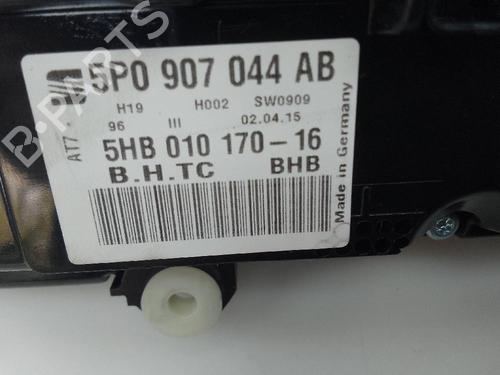 5P0 907 044 AB
H19 H002 SW0909
96 III 02.04.15
AT7-
5HB 010 170-16
B.H.TC BHB
Made in Germany
B-PARTS